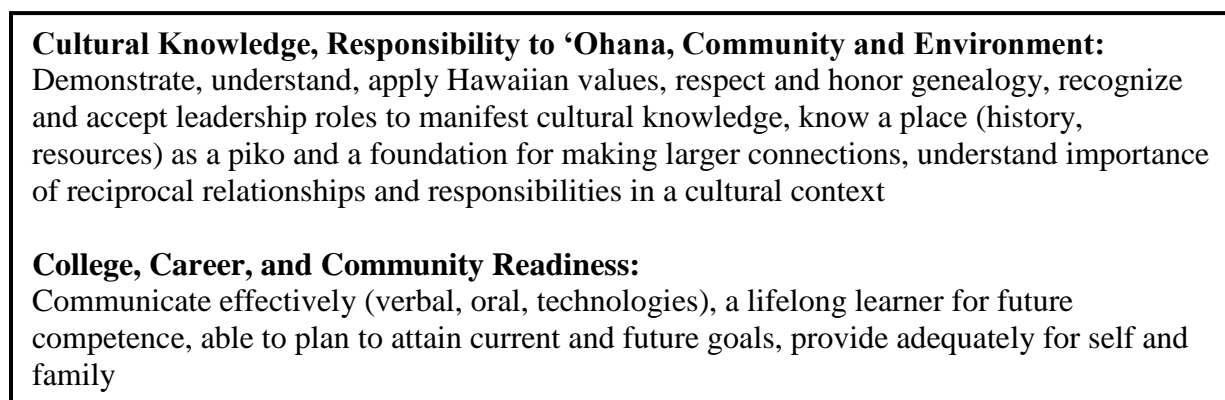 Cultural Knowledge, Responsibility to ‘Ohana, Community and Environment:
Demonstrate, understand, apply Hawaiian values, respect and honor genealogy, recognize
and accept leadership roles to manifest cultural knowledge, know a place (history,
resources) as a piko and a foundation for making larger connections, understand importance
of reciprocal relationships and responsibilities in a cultural context
College, Career, and Community Readiness:
Communicate effectively (verbal, oral, technologies), a lifelong learner for future
competence, able to plan to attain current and future goals, provide adequately for self and
family